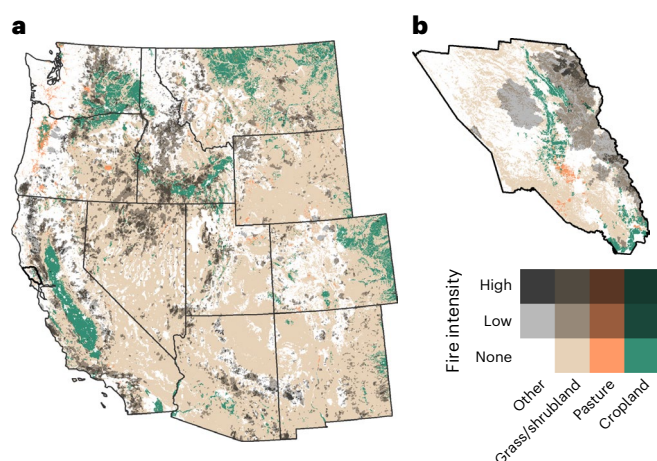 a
b
Fire intensity
High
Low
None
Other
Grass/shrubland
Pasture
Cropland